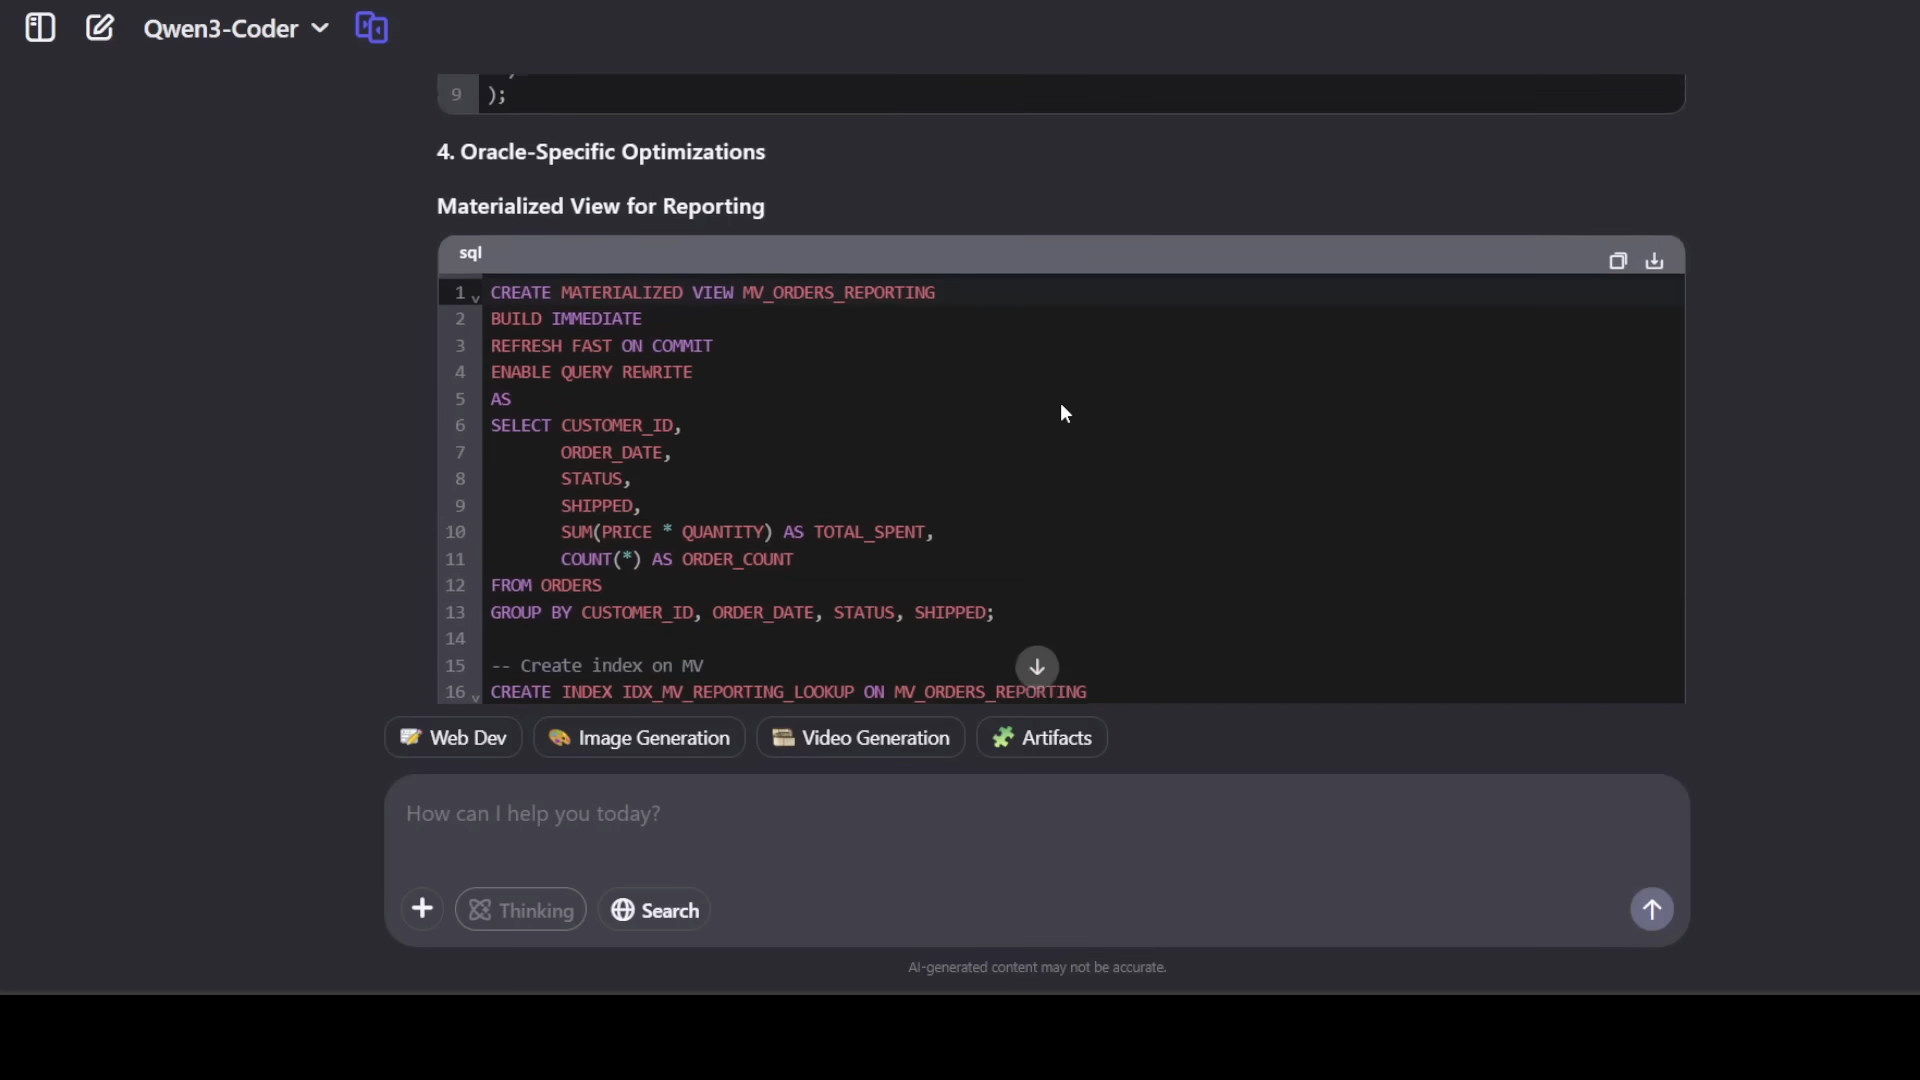 Qwen3-Coder
9 );
4. Oracle-Specific Optimizations
Materialized View for Reporting
sql
1 CREATE MATERIALIZED VIEW MV_ORDERS_REPORTING
2 BUILD IMMEDIATE
3 REFRESH FAST ON COMMIT
4 ENABLE QUERY REWRITE
5 AS
6 SELECT CUSTOMER_ID,
7 ORDER_DATE,
8 STATUS,
9 SHIPPED,
10 SUM(PRICE * QUANTITY) AS TOTAL_SPENT,
11 COUNT(*) AS ORDER_COUNT
12 FROM ORDERS
13 GROUP BY CUSTOMER_ID, ORDER_DATE, STATUS, SHIPPED;
14
15 -- Create index on MV
16 CREATE INDEX IDX_MV_REPORTING_LOOKUP ON MV_ORDERS_REPORTING
Web Dev Image Generation Video Generation Artifacts
How can I help you today?
Thinking Search
AI-generated content may not be accurate.